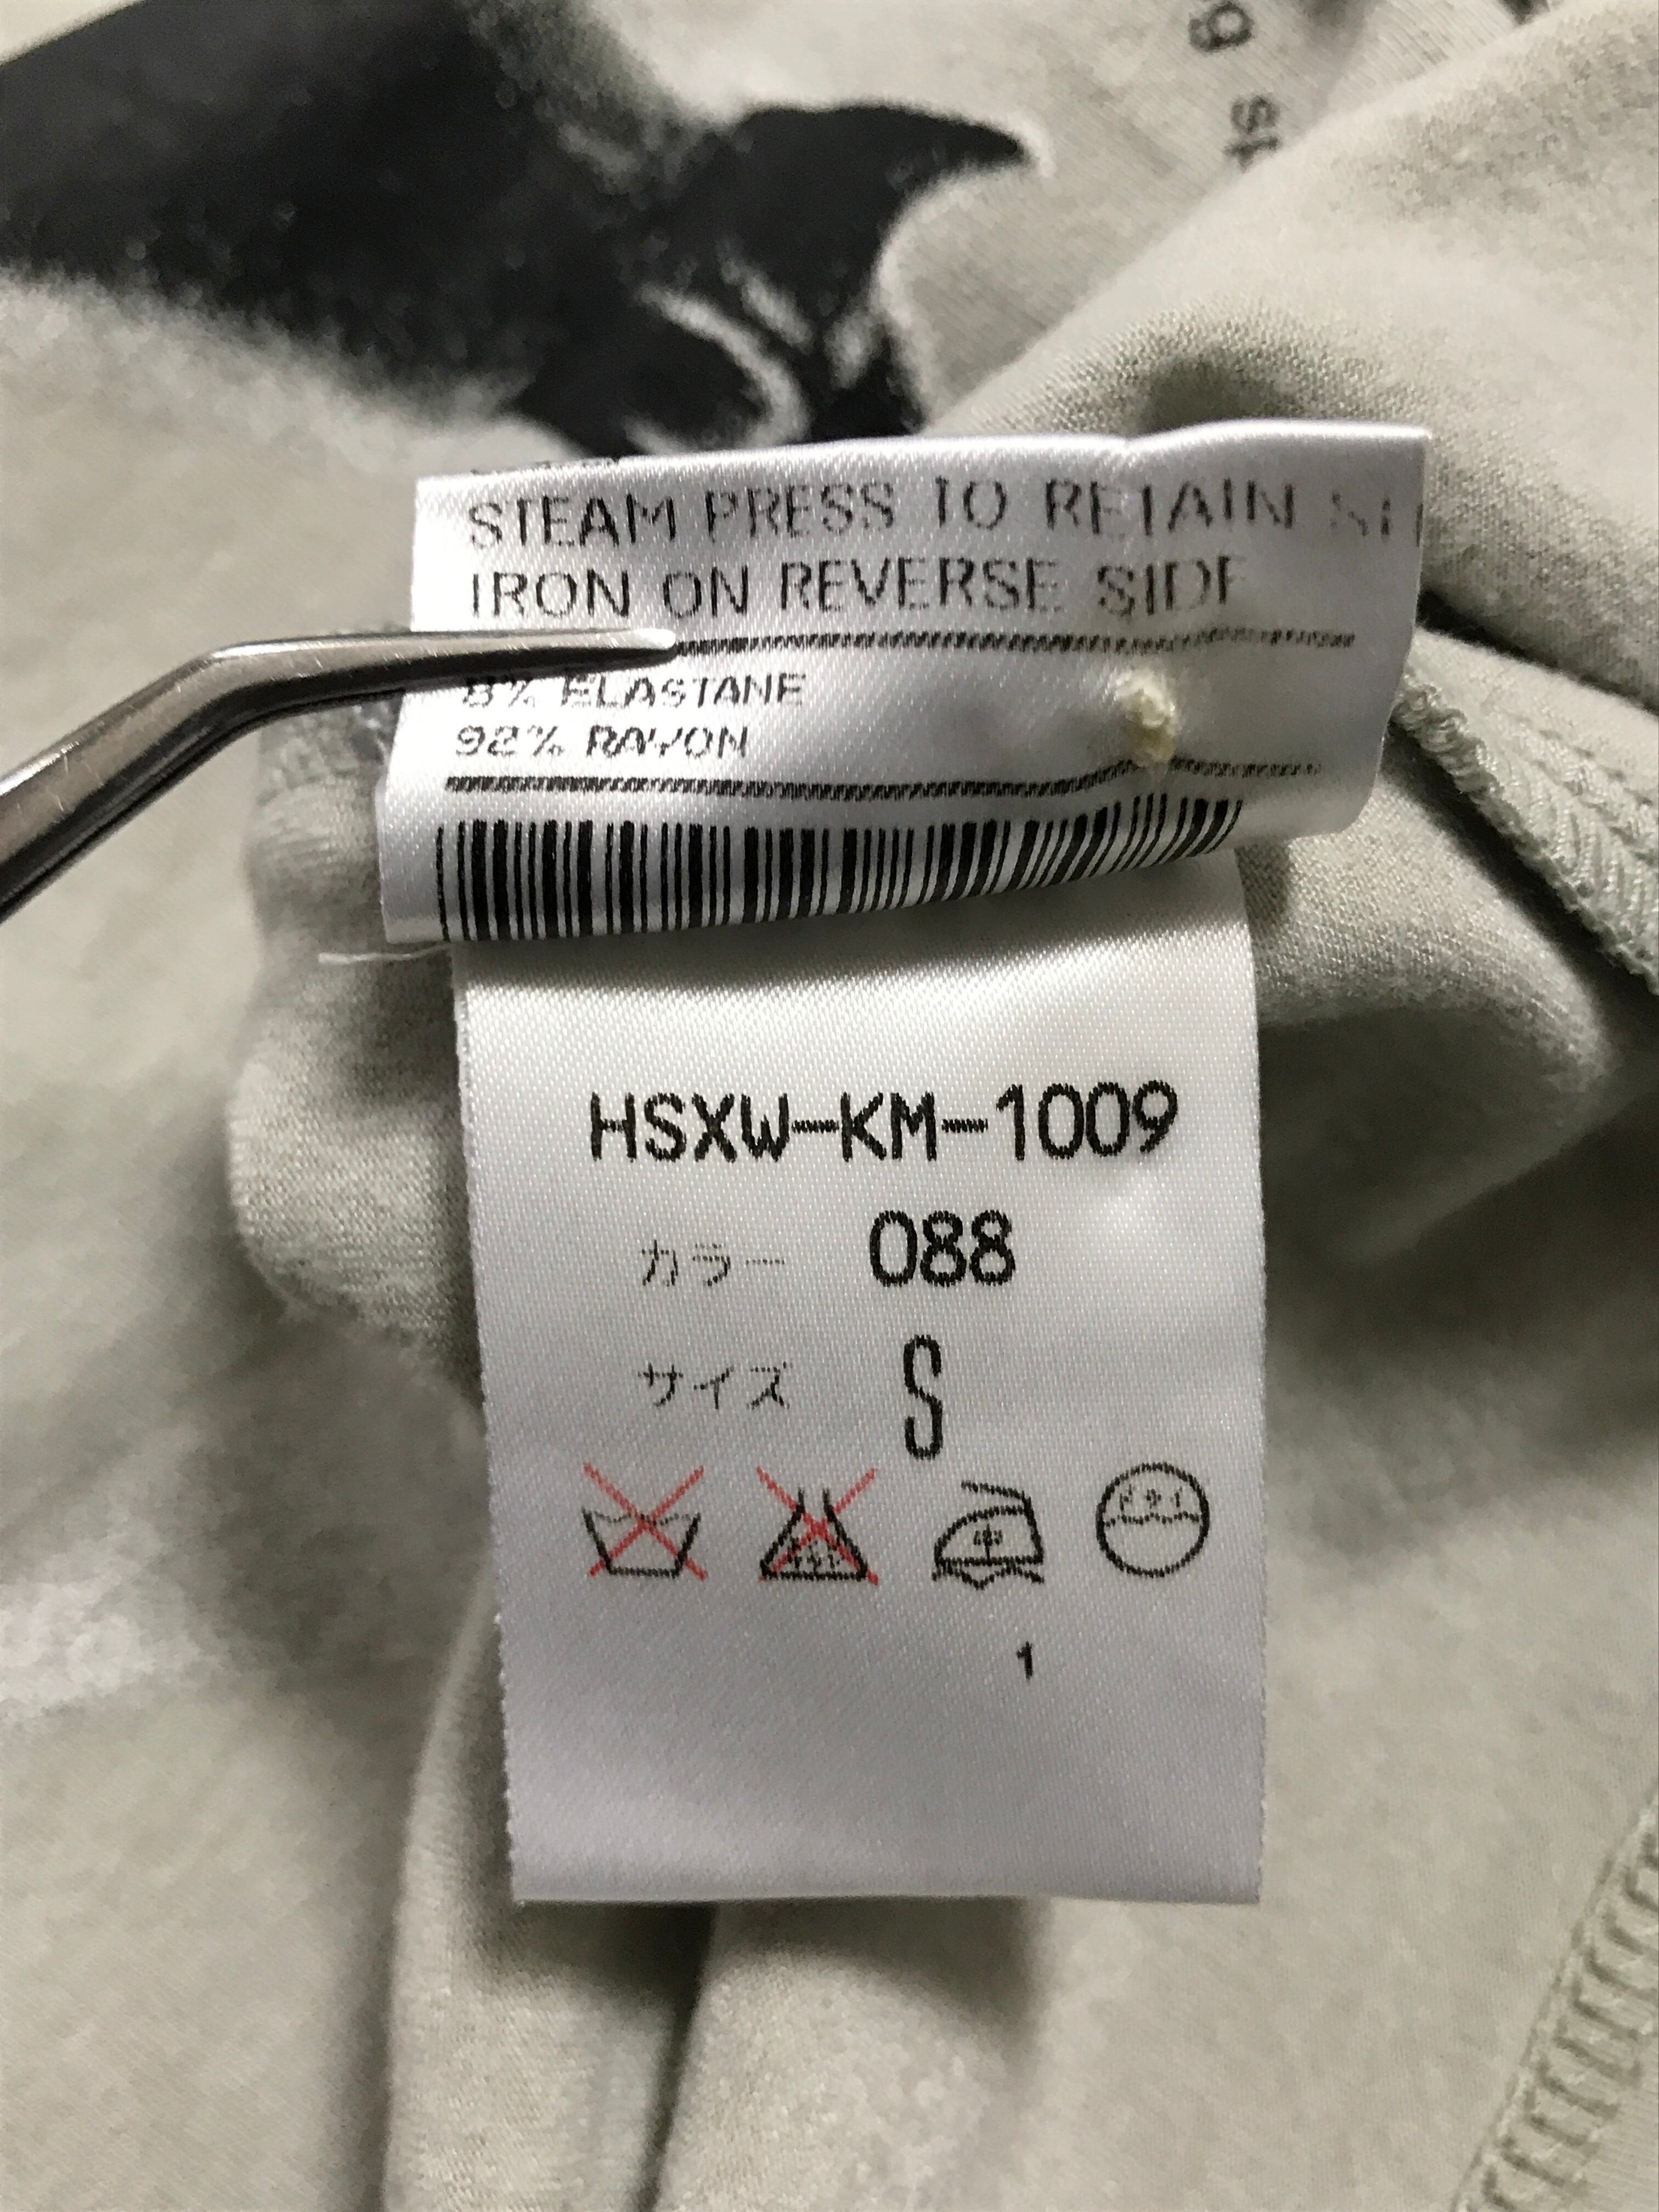 g st
STEAM PRESS TO RETAIN
IRON ON REVERSE SIDE
8% ELASTANE
92% RAYON
HSXW-KM-1009
カラー 088
サイズ S
1